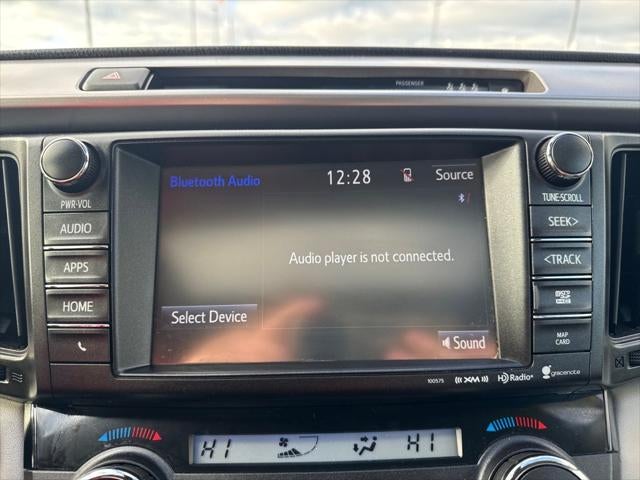 PASSENGER
Bluetooth Audio
12:28
Source
Audio player is not connected.
Select Device
Sound
PWR·VOL
AUDIO
APPS
HOME
TUNE·SCROLL
SEEK>
<TRACK
microSD
MAP
CARD
100575
((XM))
HD Radio
gracenote
HI
HI